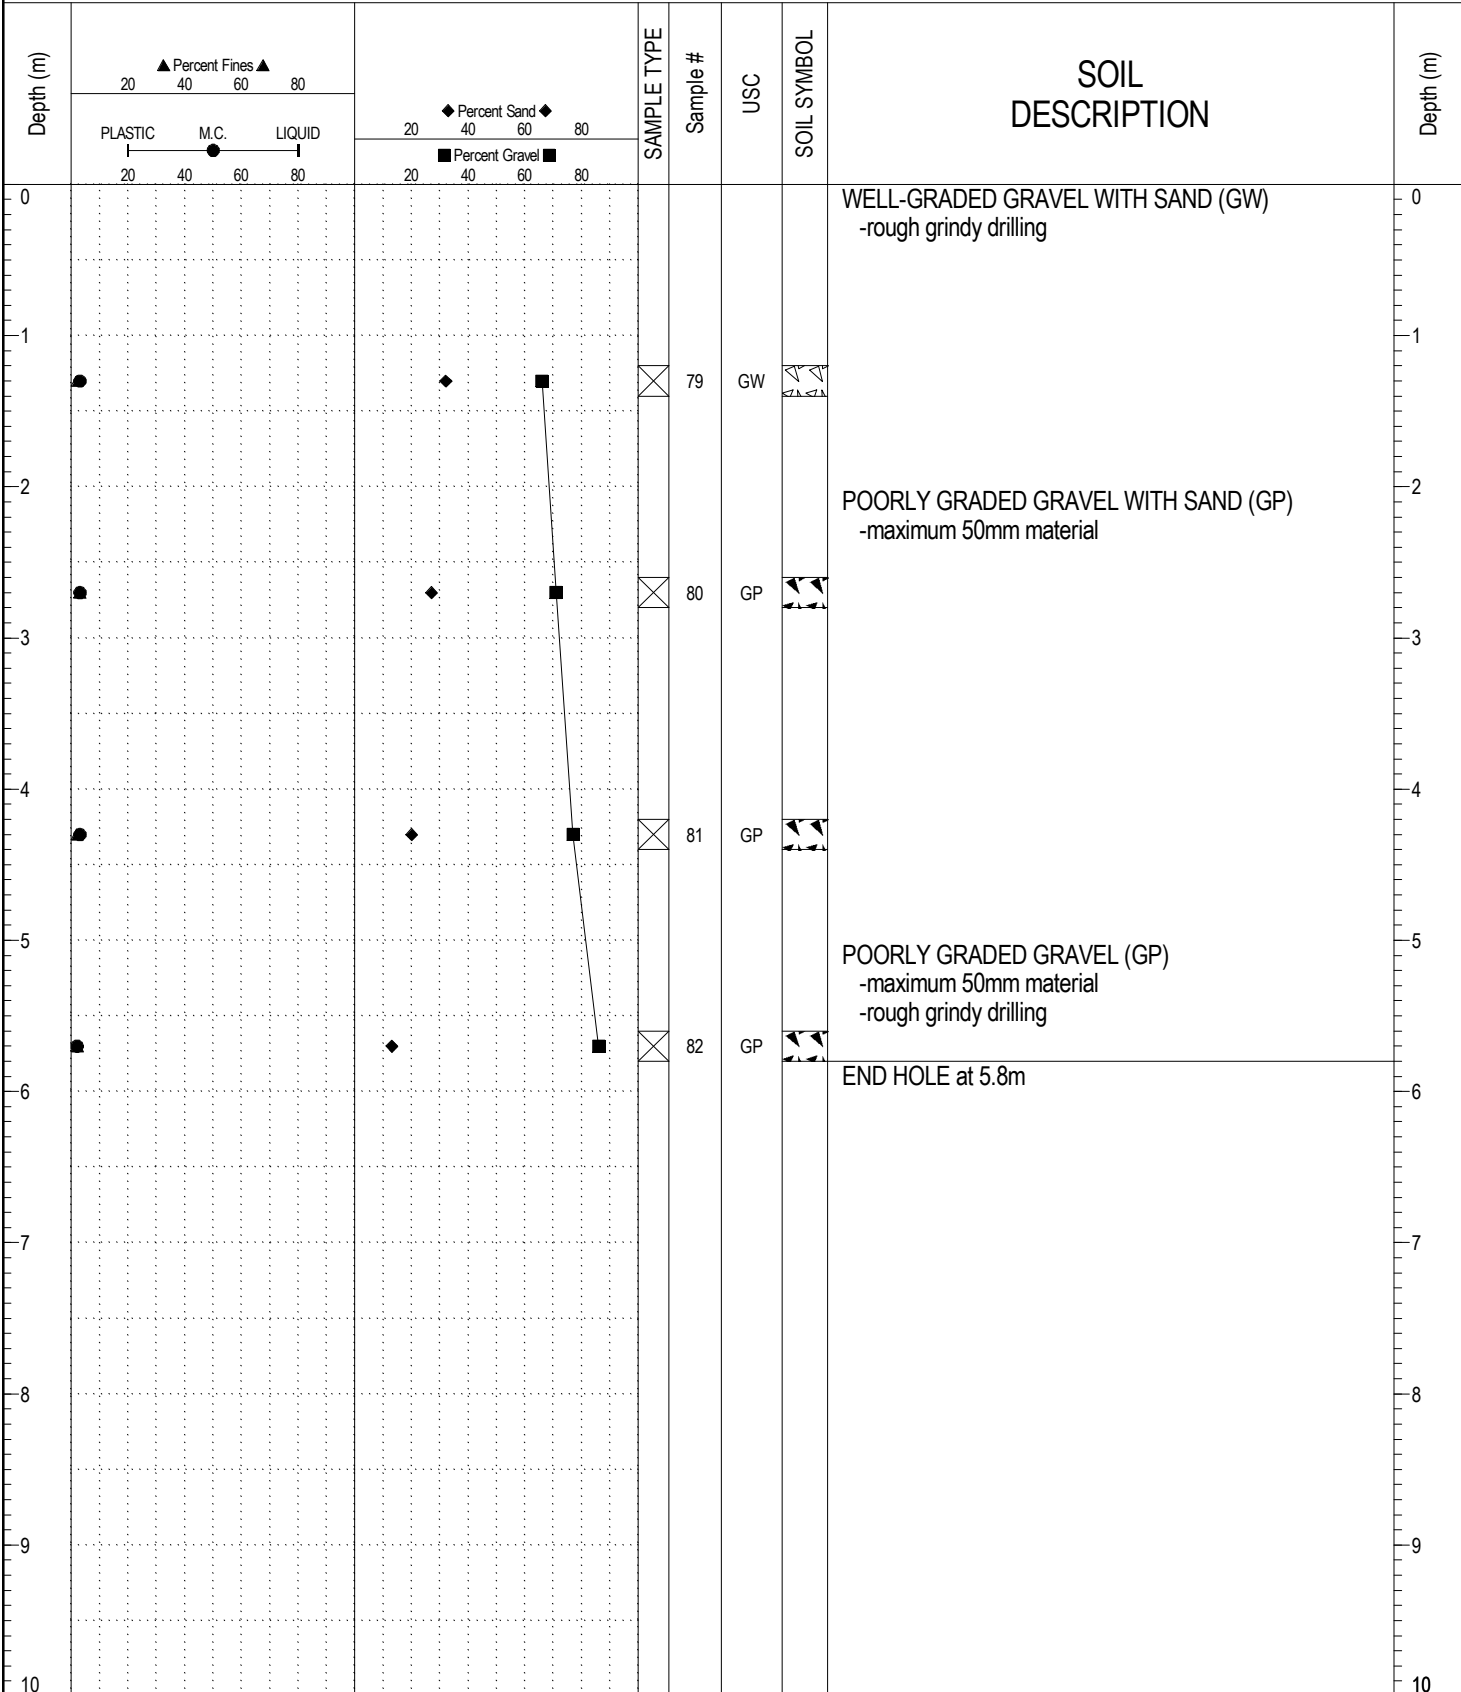 Depth (m)
▲ Percent Fines ▲
20 40 60 80
PLASTIC M.C. LIQUID
20 40 60 80
◆ Percent Sand ◆
20 40 60 80
■ Percent Gravel ■
20 40 60 80
SAMPLE TYPE
Sample #
USC
SOIL SYMBOL
SOIL
DESCRIPTION
Depth (m)
0 WELL-GRADED GRAVEL WITH SAND (GW) 0
-rough grindy drilling
1 1
79 GW
2 2
POORLY GRADED GRAVEL WITH SAND (GP)
-maximum 50mm material
80 GP
3 3
4 4
81 GP
5 5
POORLY GRADED GRAVEL (GP)
-maximum 50mm material
-rough grindy drilling
82 GP
END HOLE at 5.8m
6 6
7 7
8 8
9 9
10 10